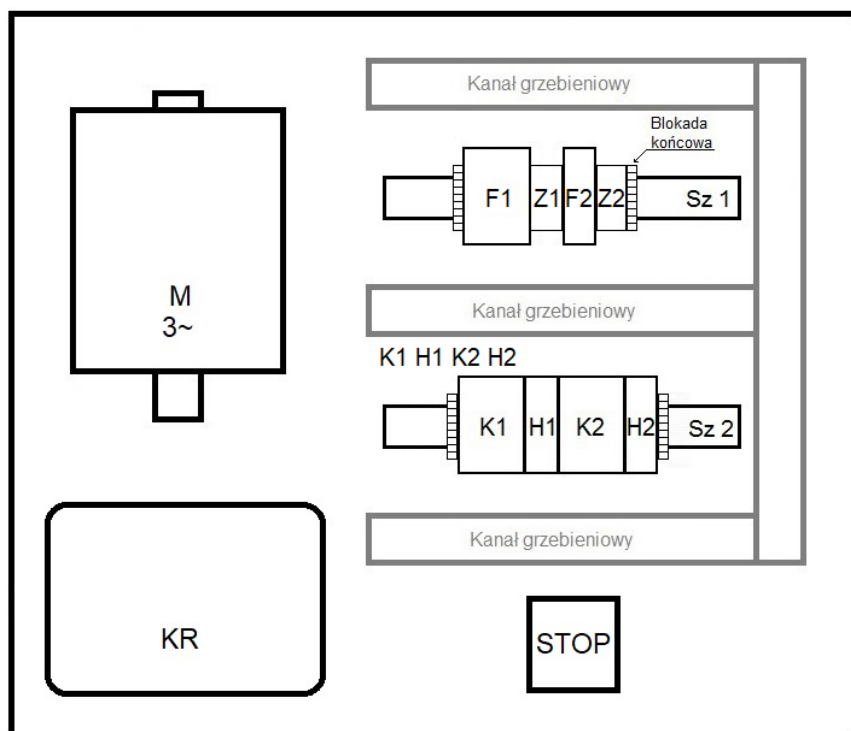 Kanał grzebieniowy
Blokada
końcowa
F1 Z1 F2 Z2 Sz 1
M
3~
Kanał grzebieniowy
K1 H1 K2 H2
K1 H1 K2 H2 Sz 2
Kanał grzebieniowy
KR
STOP